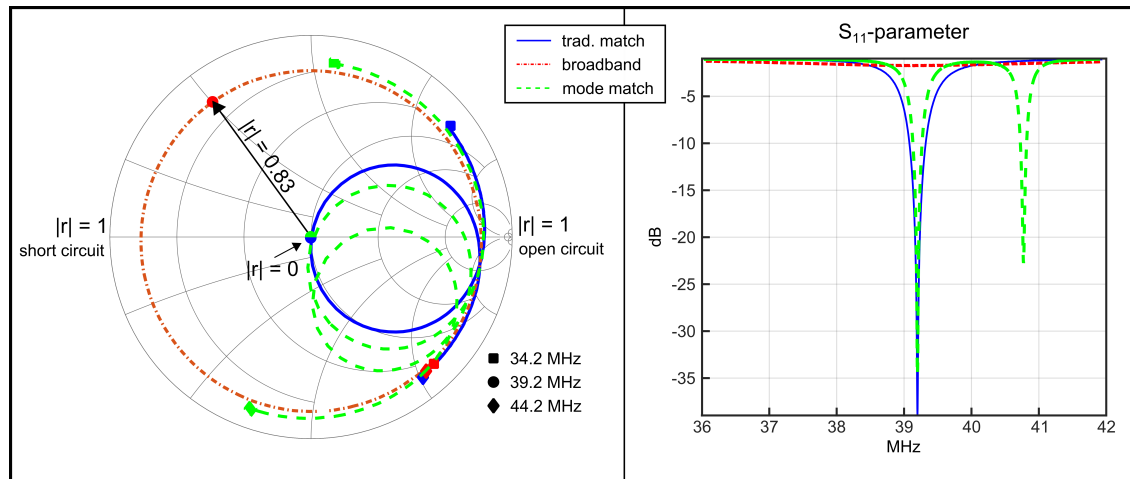 |r| = 0.83
|r| = 1
short circuit
|r| = 0
|r| = 1
open circuit
34.2 MHz
39.2 MHz
44.2 MHz
trad. match
broadband
mode match
S₁₁-parameter
dB
-5
-10
-15
-20
-25
-30
-35
36
37
38
39
40
41
42
MHz